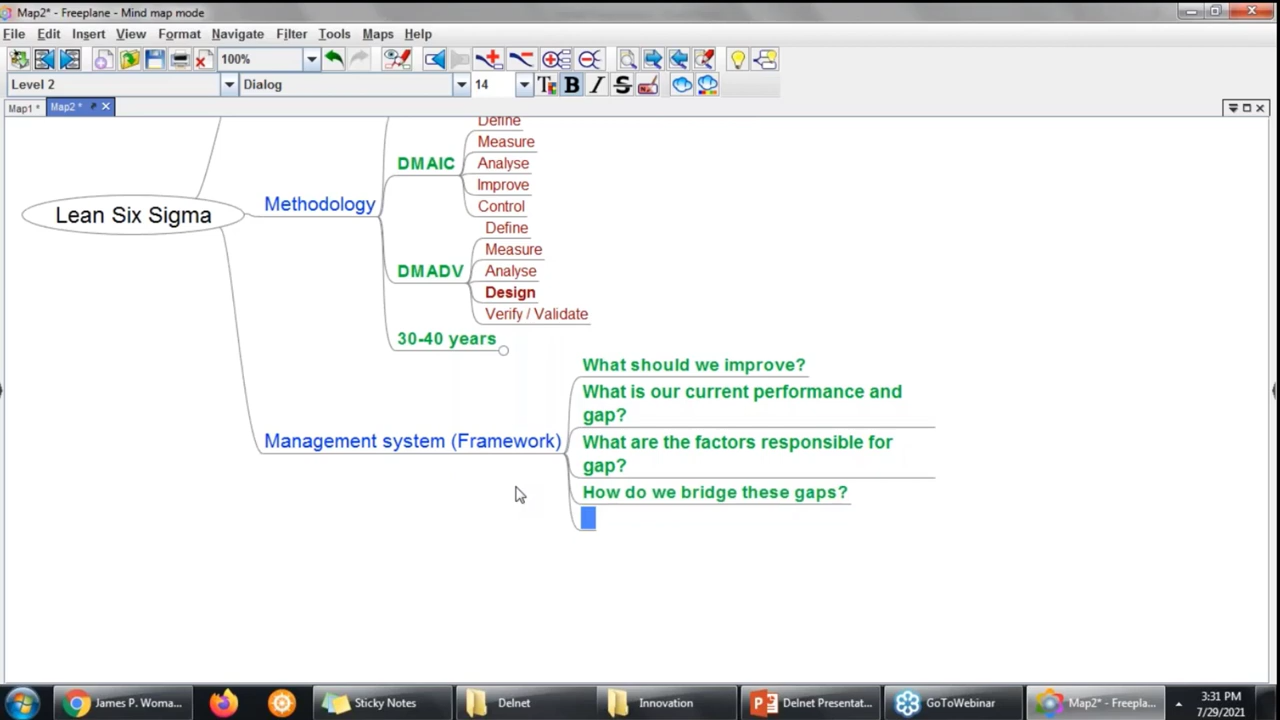 Map2* - Freeplane - Mind map mode
File Edit Insert View Format Navigate Filter Tools Maps Help
100%
Level 2 Dialog 14
Map1 * Map2 *
Define
Measure
DMAIC
Analyse
Improve
Lean Six Sigma
Methodology
Control
Define
Measure
DMADV
Analyse
Design
Verify / Validate
30-40 years
What should we improve?
What is our current performance and
gap?
Management system (Framework)
What are the factors responsible for
gap?
How do we bridge these gaps?
James P. Woma... Sticky Notes Delnet Innovation Delnet Presentat... GoToWebinar Map2* - Freepla... 3:31 PM
7/29/2021